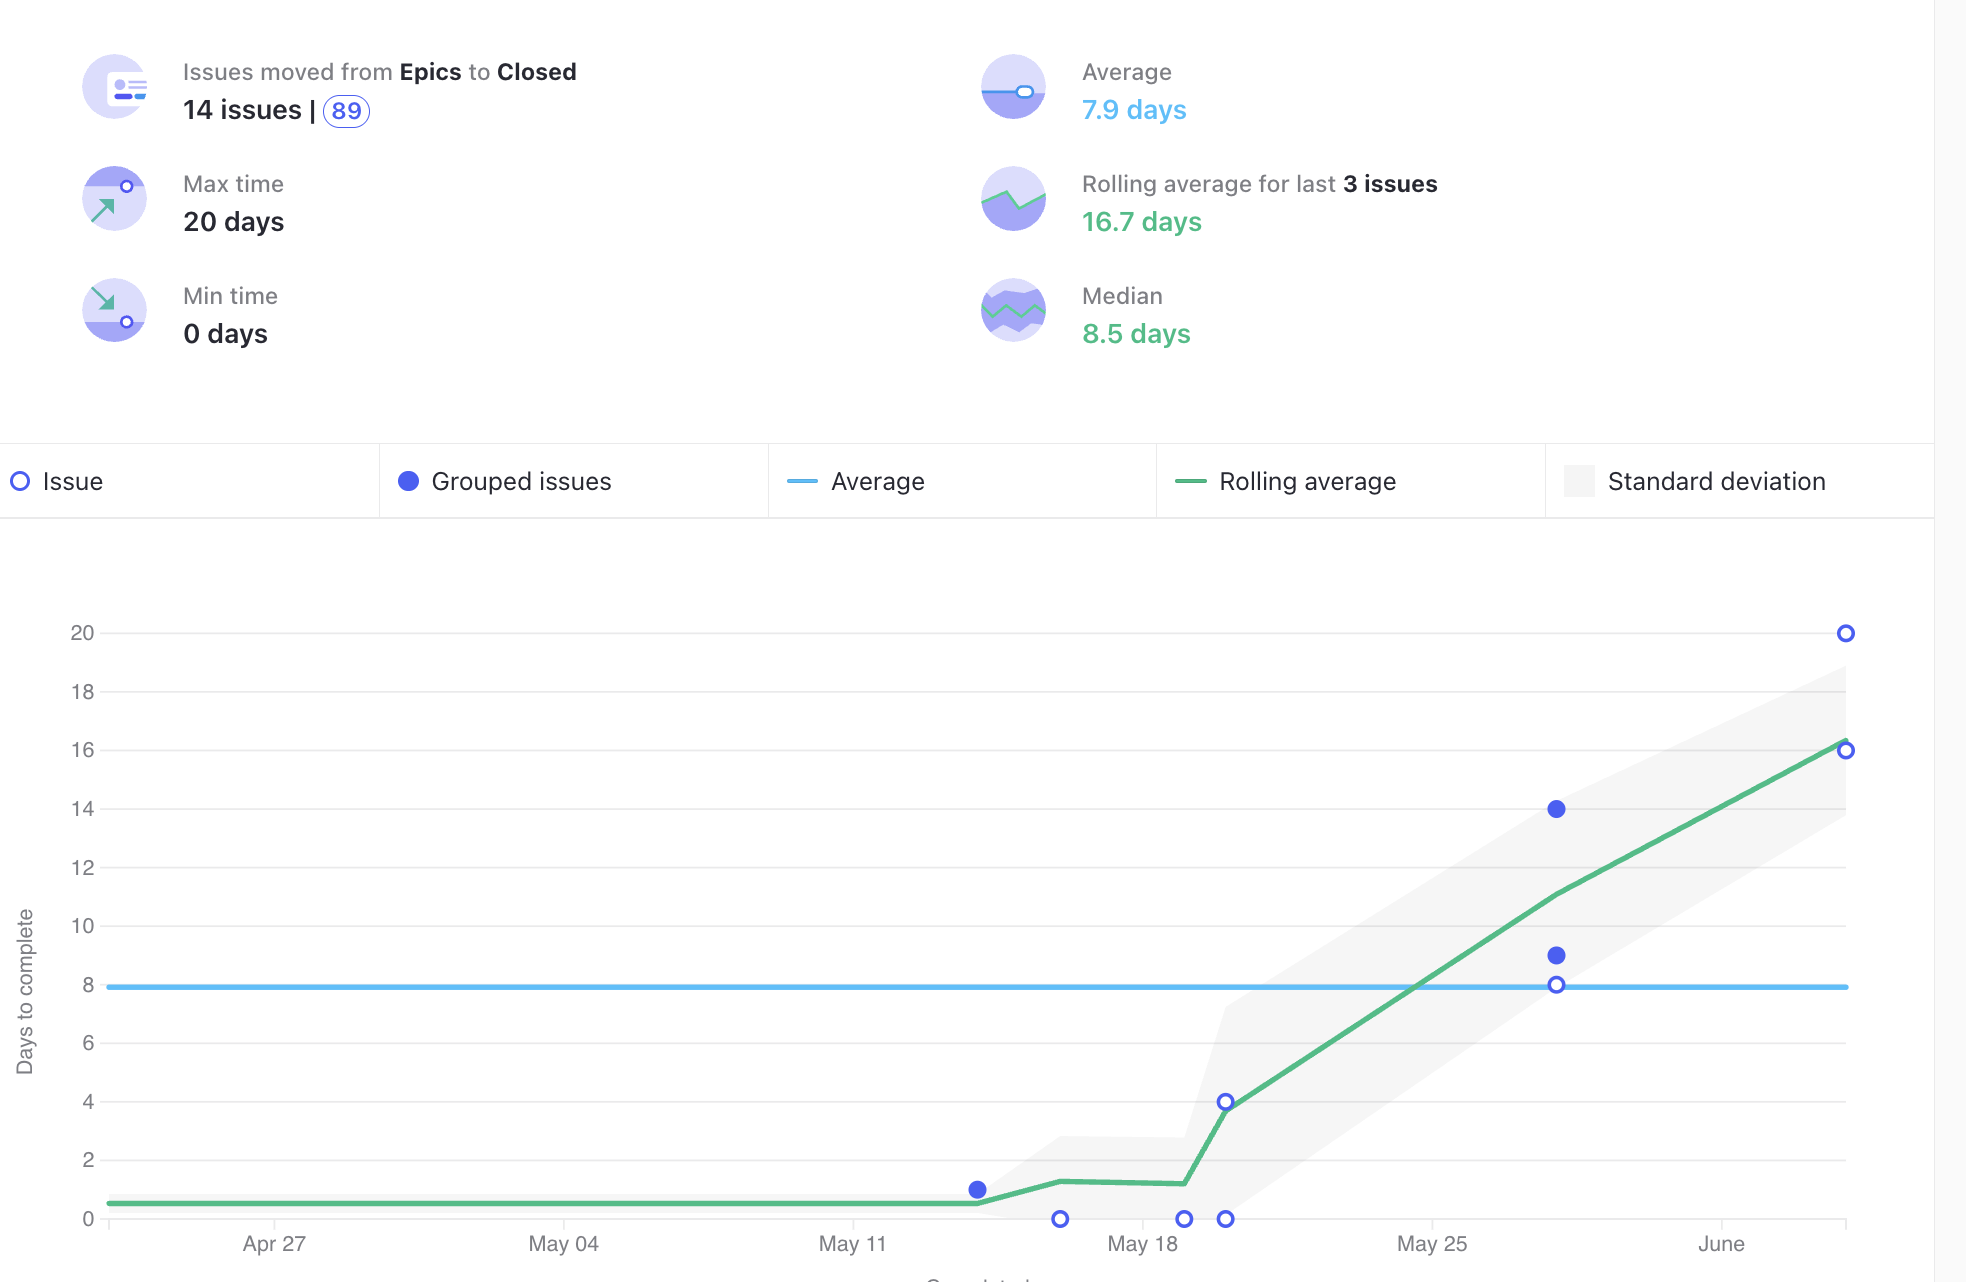 Issues moved from Epics to Closed
14 issues | 89
Average
7.9 days
Max time
20 days
Rolling average for last 3 issues
16.7 days
Min time
0 days
Median
8.5 days
Issue
Grouped issues
Average
Rolling average
Standard deviation
20
18
16
14
12
10
8
6
4
2
0
Days to complete
Apr 27
May 04
May 11
May 18
May 25
June